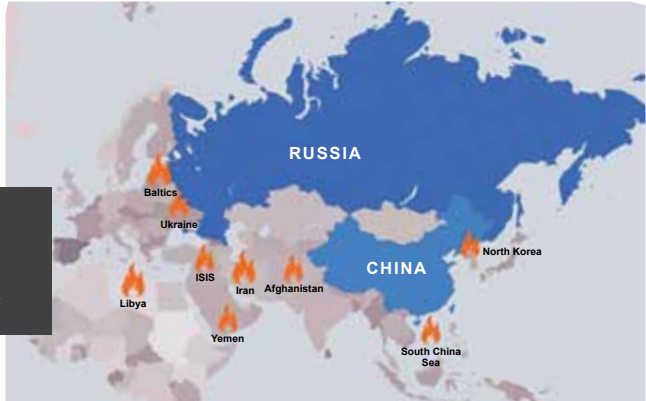 RUSSIA
Baltics
Ukraine
CHINA
North Korea
ISIS
Iran
Afghanistan
Libya
Yemen
South China
Sea